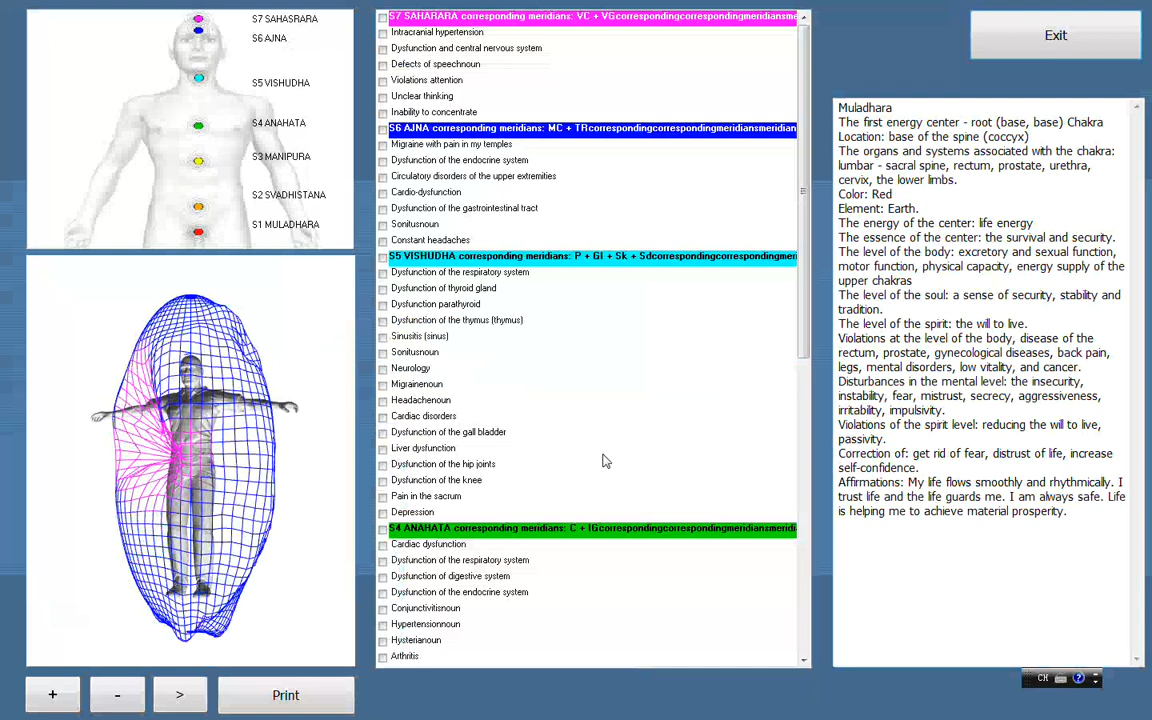 S7 SAHASRARA
S6 AJNA
S5 VISHUDHA
S4 ANAHATA
S3 MANIPURA
S2 SVADHISTANA
S1 MULADHARA
+
-
>
Print
S7 SAHARARA corresponding meridians: VC + VGcorrespondingcorrespondingmeridiansme
Intracranial hypertension
Dysfunction and central nervous system
Defects of speechnoun
Violations attention
Unclear thinking
Inability to concentrate
S6 AJNA corresponding meridians: MC + TRcorrespondingcorrespondingmeridiansmeridian
Migraine with pain in my temples
Dysfunction of the endocrine system
Circulatory disorders of the upper extremities
Cardio-dysfunction
Dysfunction of the gastrointestinal tract
Sonitusnoun
Constant headaches
S5 VISHUDHA corresponding meridians: P + GI + Sk + Sdcorrespondingcorrespondingmeri
Dysfunction of the respiratory system
Dysfunction of thyroid gland
Dysfunction parathyroid
Dysfunction of the thymus (thymus)
Sinusitis (sinus)
Sonitusnoun
Neurology
Migrainenoun
Headachenoun
Cardiac disorders
Dysfunction of the gall bladder
Liver dysfunction
Dysfunction of the hip joints
Dysfunction of the knee
Pain in the sacrum
Depression
S4 ANAHATA corresponding meridians: C + IGcorrespondingcorrespondingmeridiansmeridi
Cardiac dysfunction
Dysfunction of the respiratory system
Dysfunction of digestive system
Dysfunction of the endocrine system
Conjunctivitisnoun
Hypertensionnoun
Hysterianoun
Arthritis
Exit
Muladhara
The first energy center - root (base, base) Chakra
Location: base of the spine (coccyx)
The organs and systems associated with the chakra:
lumbar - sacral spine, rectum, prostate, urethra,
cervix, the lower limbs.
Color: Red
Element: Earth.
The energy of the center: life energy
The essence of the center: the survival and security.
The level of the body: excretory and sexual function,
motor function, physical capacity, energy supply of the
upper chakras
The level of the soul: a sense of security, stability and
tradition.
The level of the spirit: the will to live.
Violations at the level of the body, disease of the
rectum, prostate, gynecological diseases, back pain,
legs, mental disorders, low vitality, and cancer.
Disturbances in the mental level: the insecurity,
instability, fear, mistrust, secrecy, aggressiveness,
irritability, impulsivity.
Violations of the spirit level: reducing the will to live,
passivity.
Correction of: get rid of fear, distrust of life, increase
self-confidence.
Affirmations: My life flows smoothly and rhythmically. I
trust life and the life guards me. I am always safe. Life
is helping me to achieve material prosperity.
CH